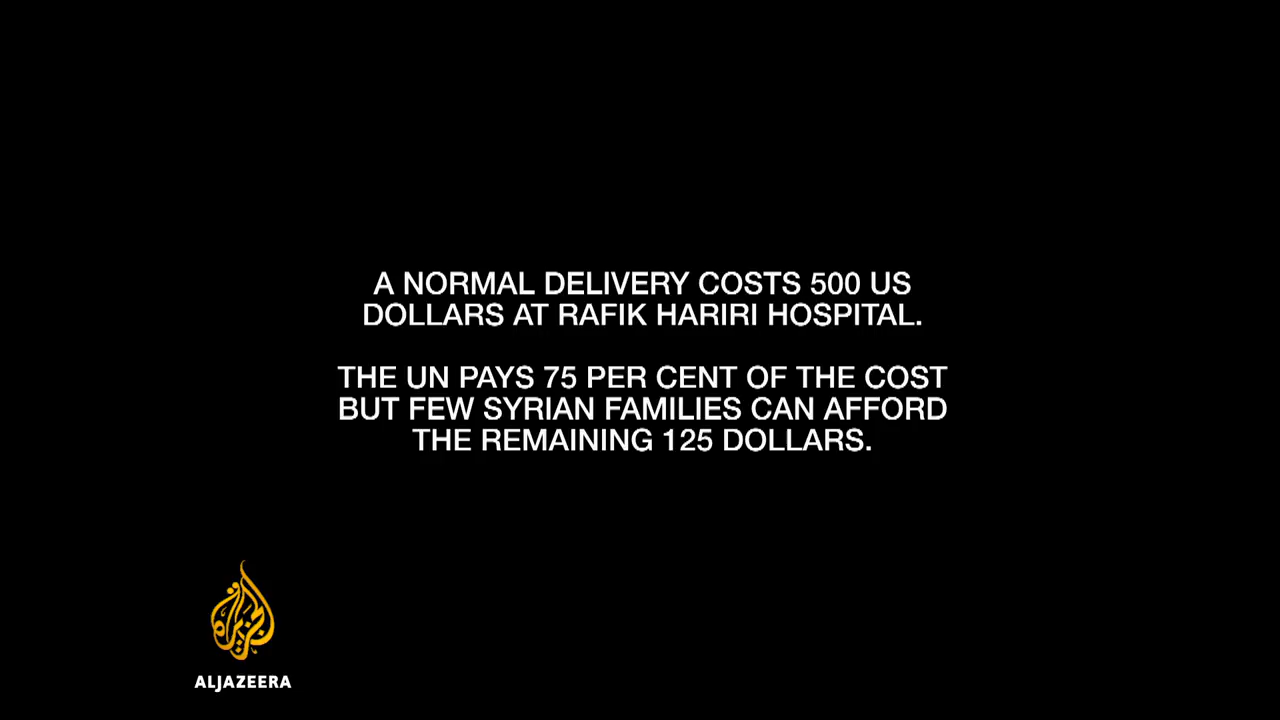 A NORMAL DELIVERY COSTS 500 US
DOLLARS AT RAFIK HARIRI HOSPITAL.
THE UN PAYS 75 PER CENT OF THE COST
BUT FEW SYRIAN FAMILIES CAN AFFORD
THE REMAINING 125 DOLLARS.
الجزيرة
ALJAZEERA